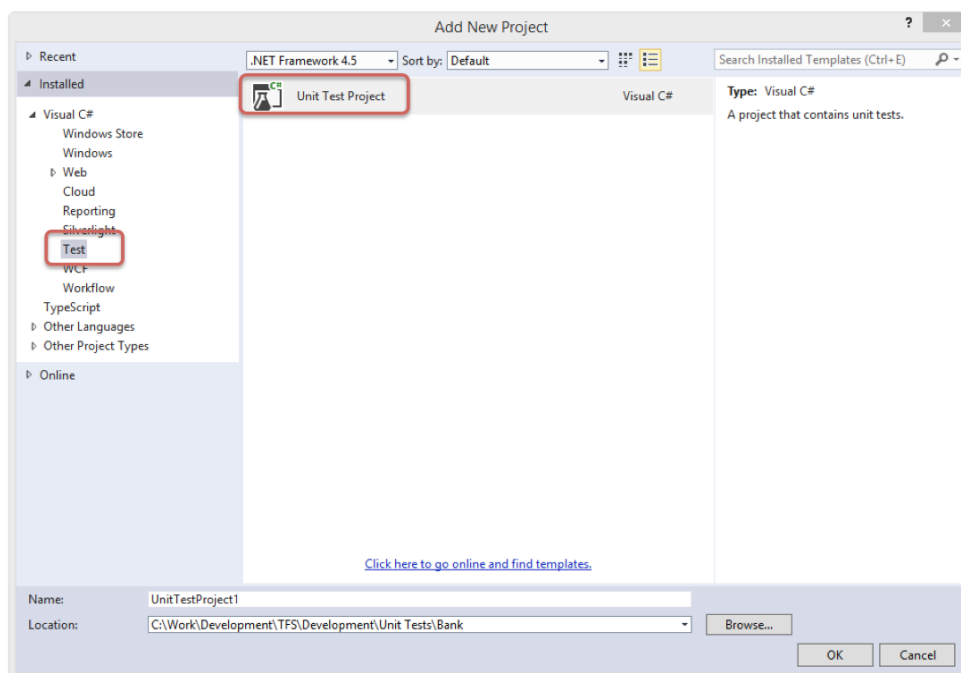 Add New Project
?
Recent
Installed
Visual C#
Windows Store
Windows
Web
Cloud
Reporting
Silverlight
Test
WCF
Workflow
TypeScript
Other Languages
Other Project Types
Online
.NET Framework 4.5
Sort by: Default
C#
Unit Test Project
Visual C#
Click here to go online and find templates.
Search Installed Templates (Ctrl+E)
Type: Visual C#
A project that contains unit tests.
Name: UnitTestProject1
Location: C:\Work\Development\TFS\Development\Unit Tests\Bank
Browse...
OK
Cancel